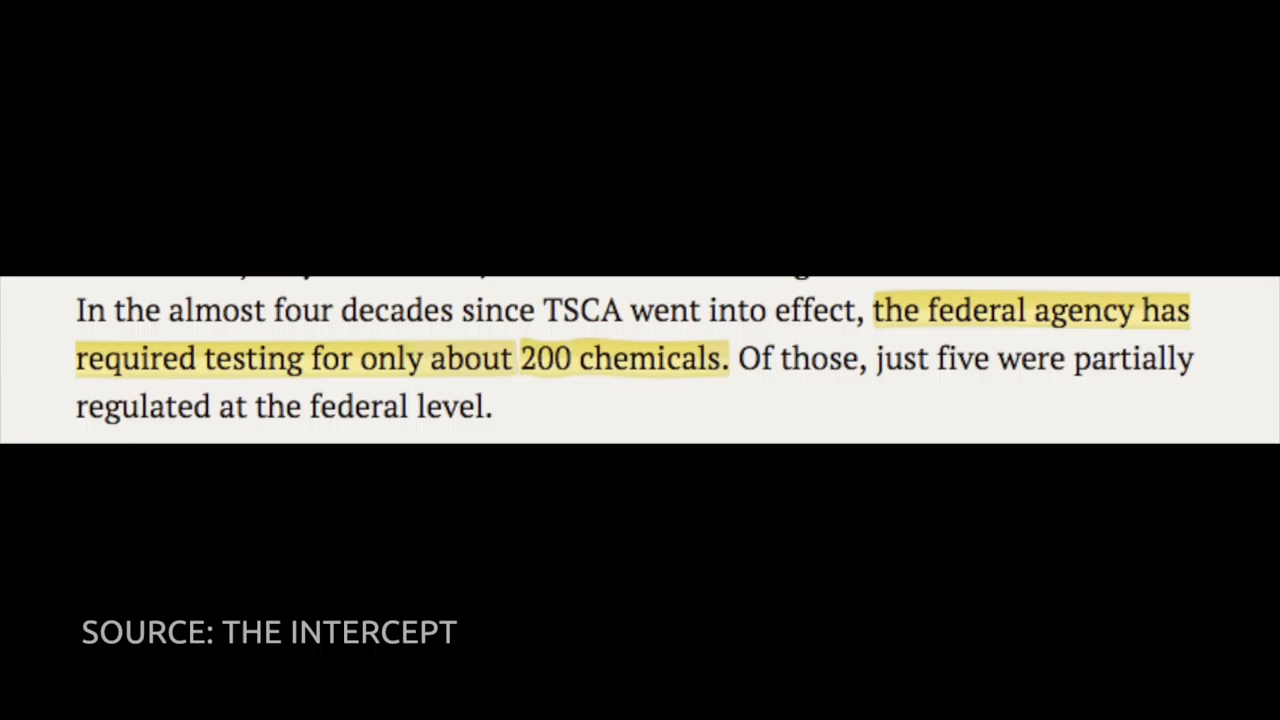 In the almost four decades since TSCA went into effect, the federal agency has
required testing for only about 200 chemicals. Of those, just five were partially
regulated at the federal level.
SOURCE: THE INTERCEPT